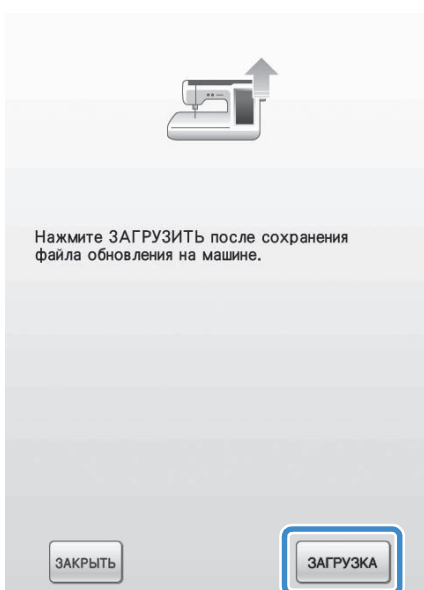 Нажмите ЗАГРУЗИТЬ после сохранения
файла обновления на машине.
ЗАКРЫТЬ
ЗАГРУЗКА